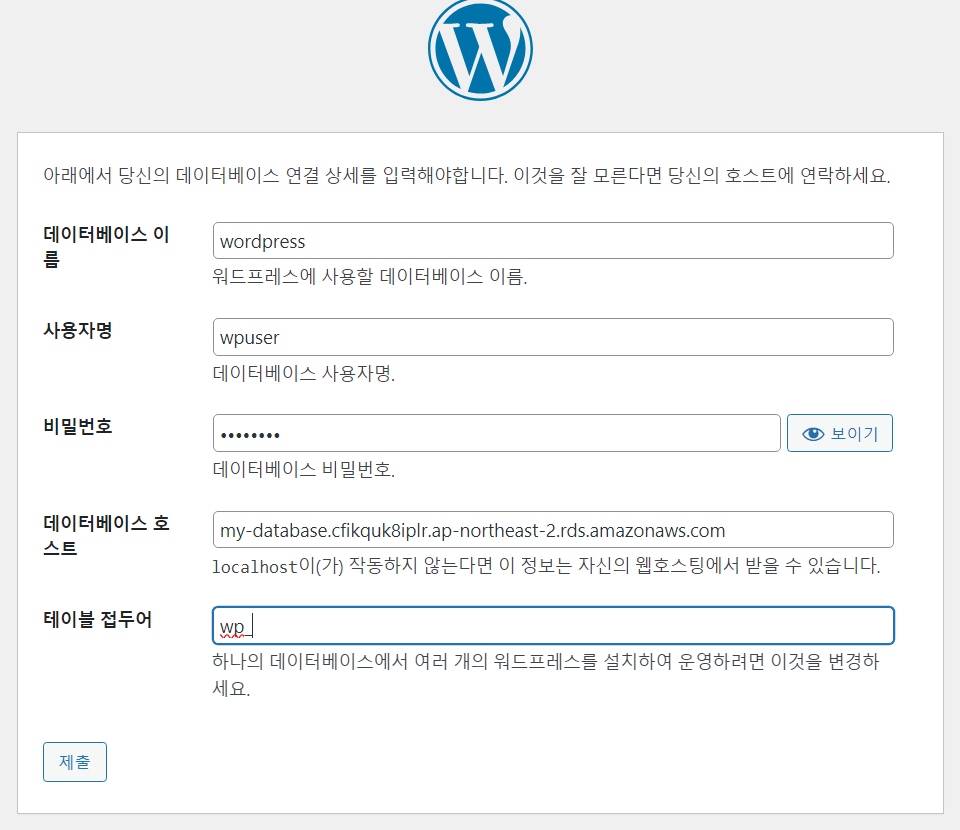 아래에서 당신의 데이터베이스 연결 상세를 입력해야합니다. 이것을 잘 모른다면 당신의 호스트에 연락하세요.
데이터베이스 이
름
wordpress
워드프레스에 사용할 데이터베이스 이름.
사용자명
wpuser
데이터베이스 사용자명.
비밀번호
••••••••
보이기
데이터베이스 비밀번호.
데이터베이스 호
스트
my-database.cfikquk8iplr.ap-northeast-2.rds.amazonaws.com
localhost이(가) 작동하지 않는다면 이 정보는 자신의 웹호스팅에서 받을 수 있습니다.
테이블 접두어
wp_
하나의 데이터베이스에서 여러 개의 워드프레스를 설치하여 운영하려면 이것을 변경하
세요.
제출